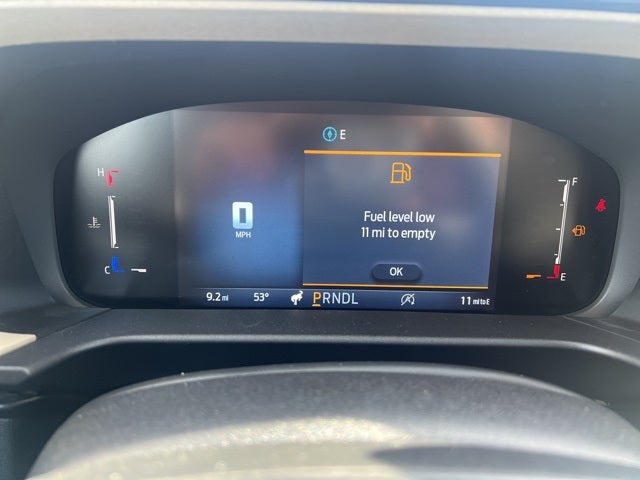 E
H
F
Fuel level low
11 mi to empty
0
MPH
C
OK
E
9.2 mi 53° PRNDL 11 mi to E